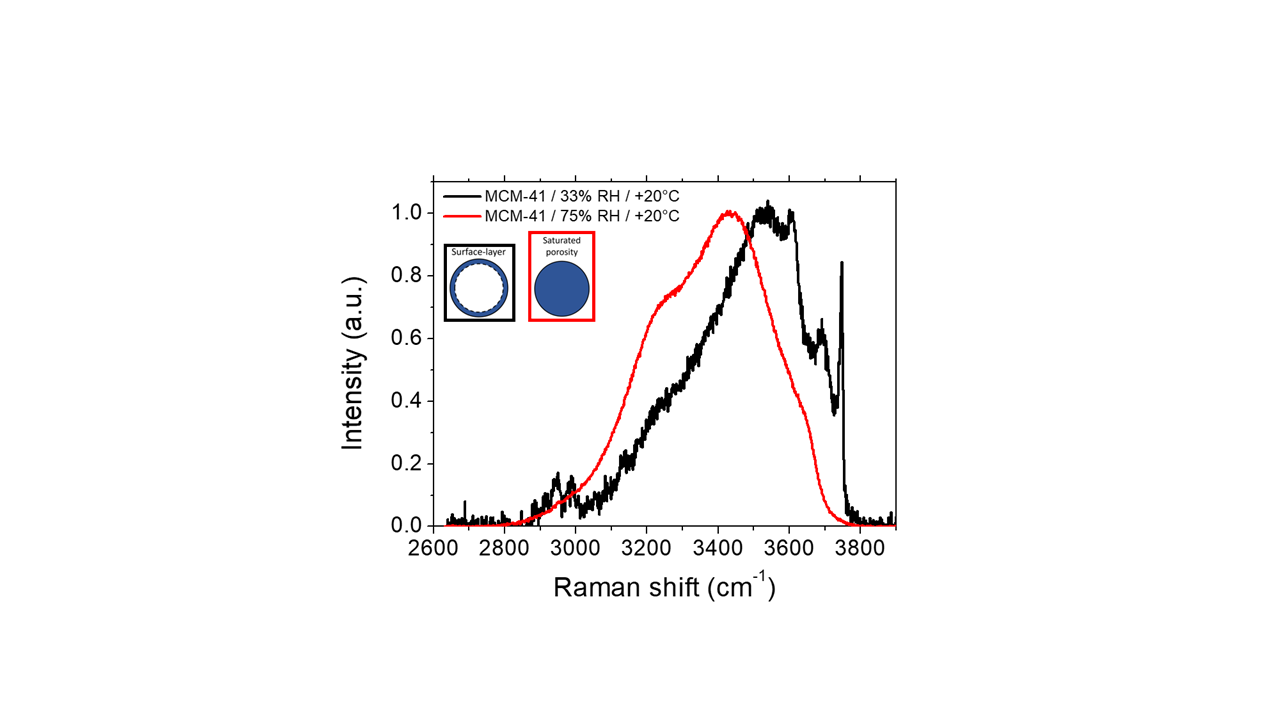 MCM-41 / 33% RH / +20°C
MCM-41 / 75% RH / +20°C
Surface-layer
Saturated
porosity
Intensity (a.u.)
1.0
0.8
0.6
0.4
0.2
0.0
2600 2800 3000 3200 3400 3600 3800
Raman shift (cm⁻¹)